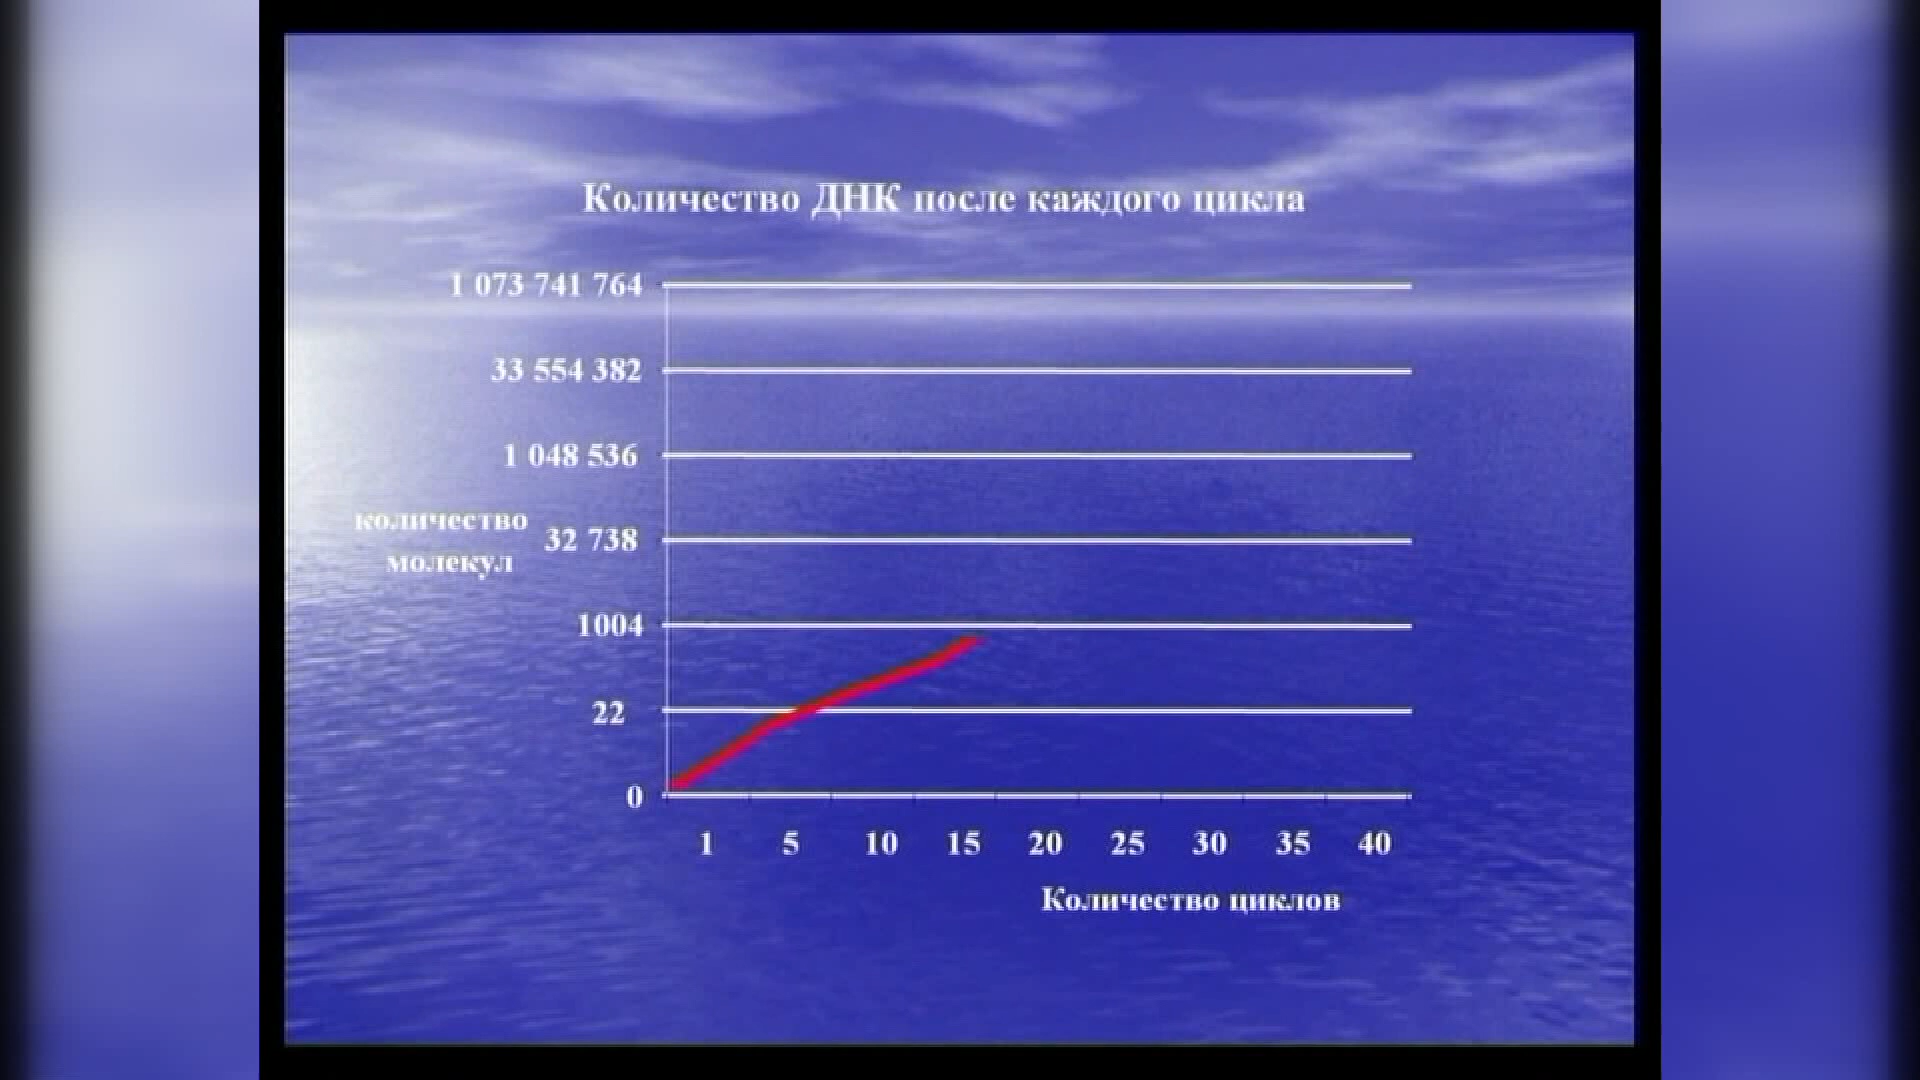 Количество ДНК после каждого цикла
1 073 741 764
33 554 382
1 048 536
количество
молекул
32 738
1004
22
0
1 5 10 15 20 25 30 35 40
Количество циклов